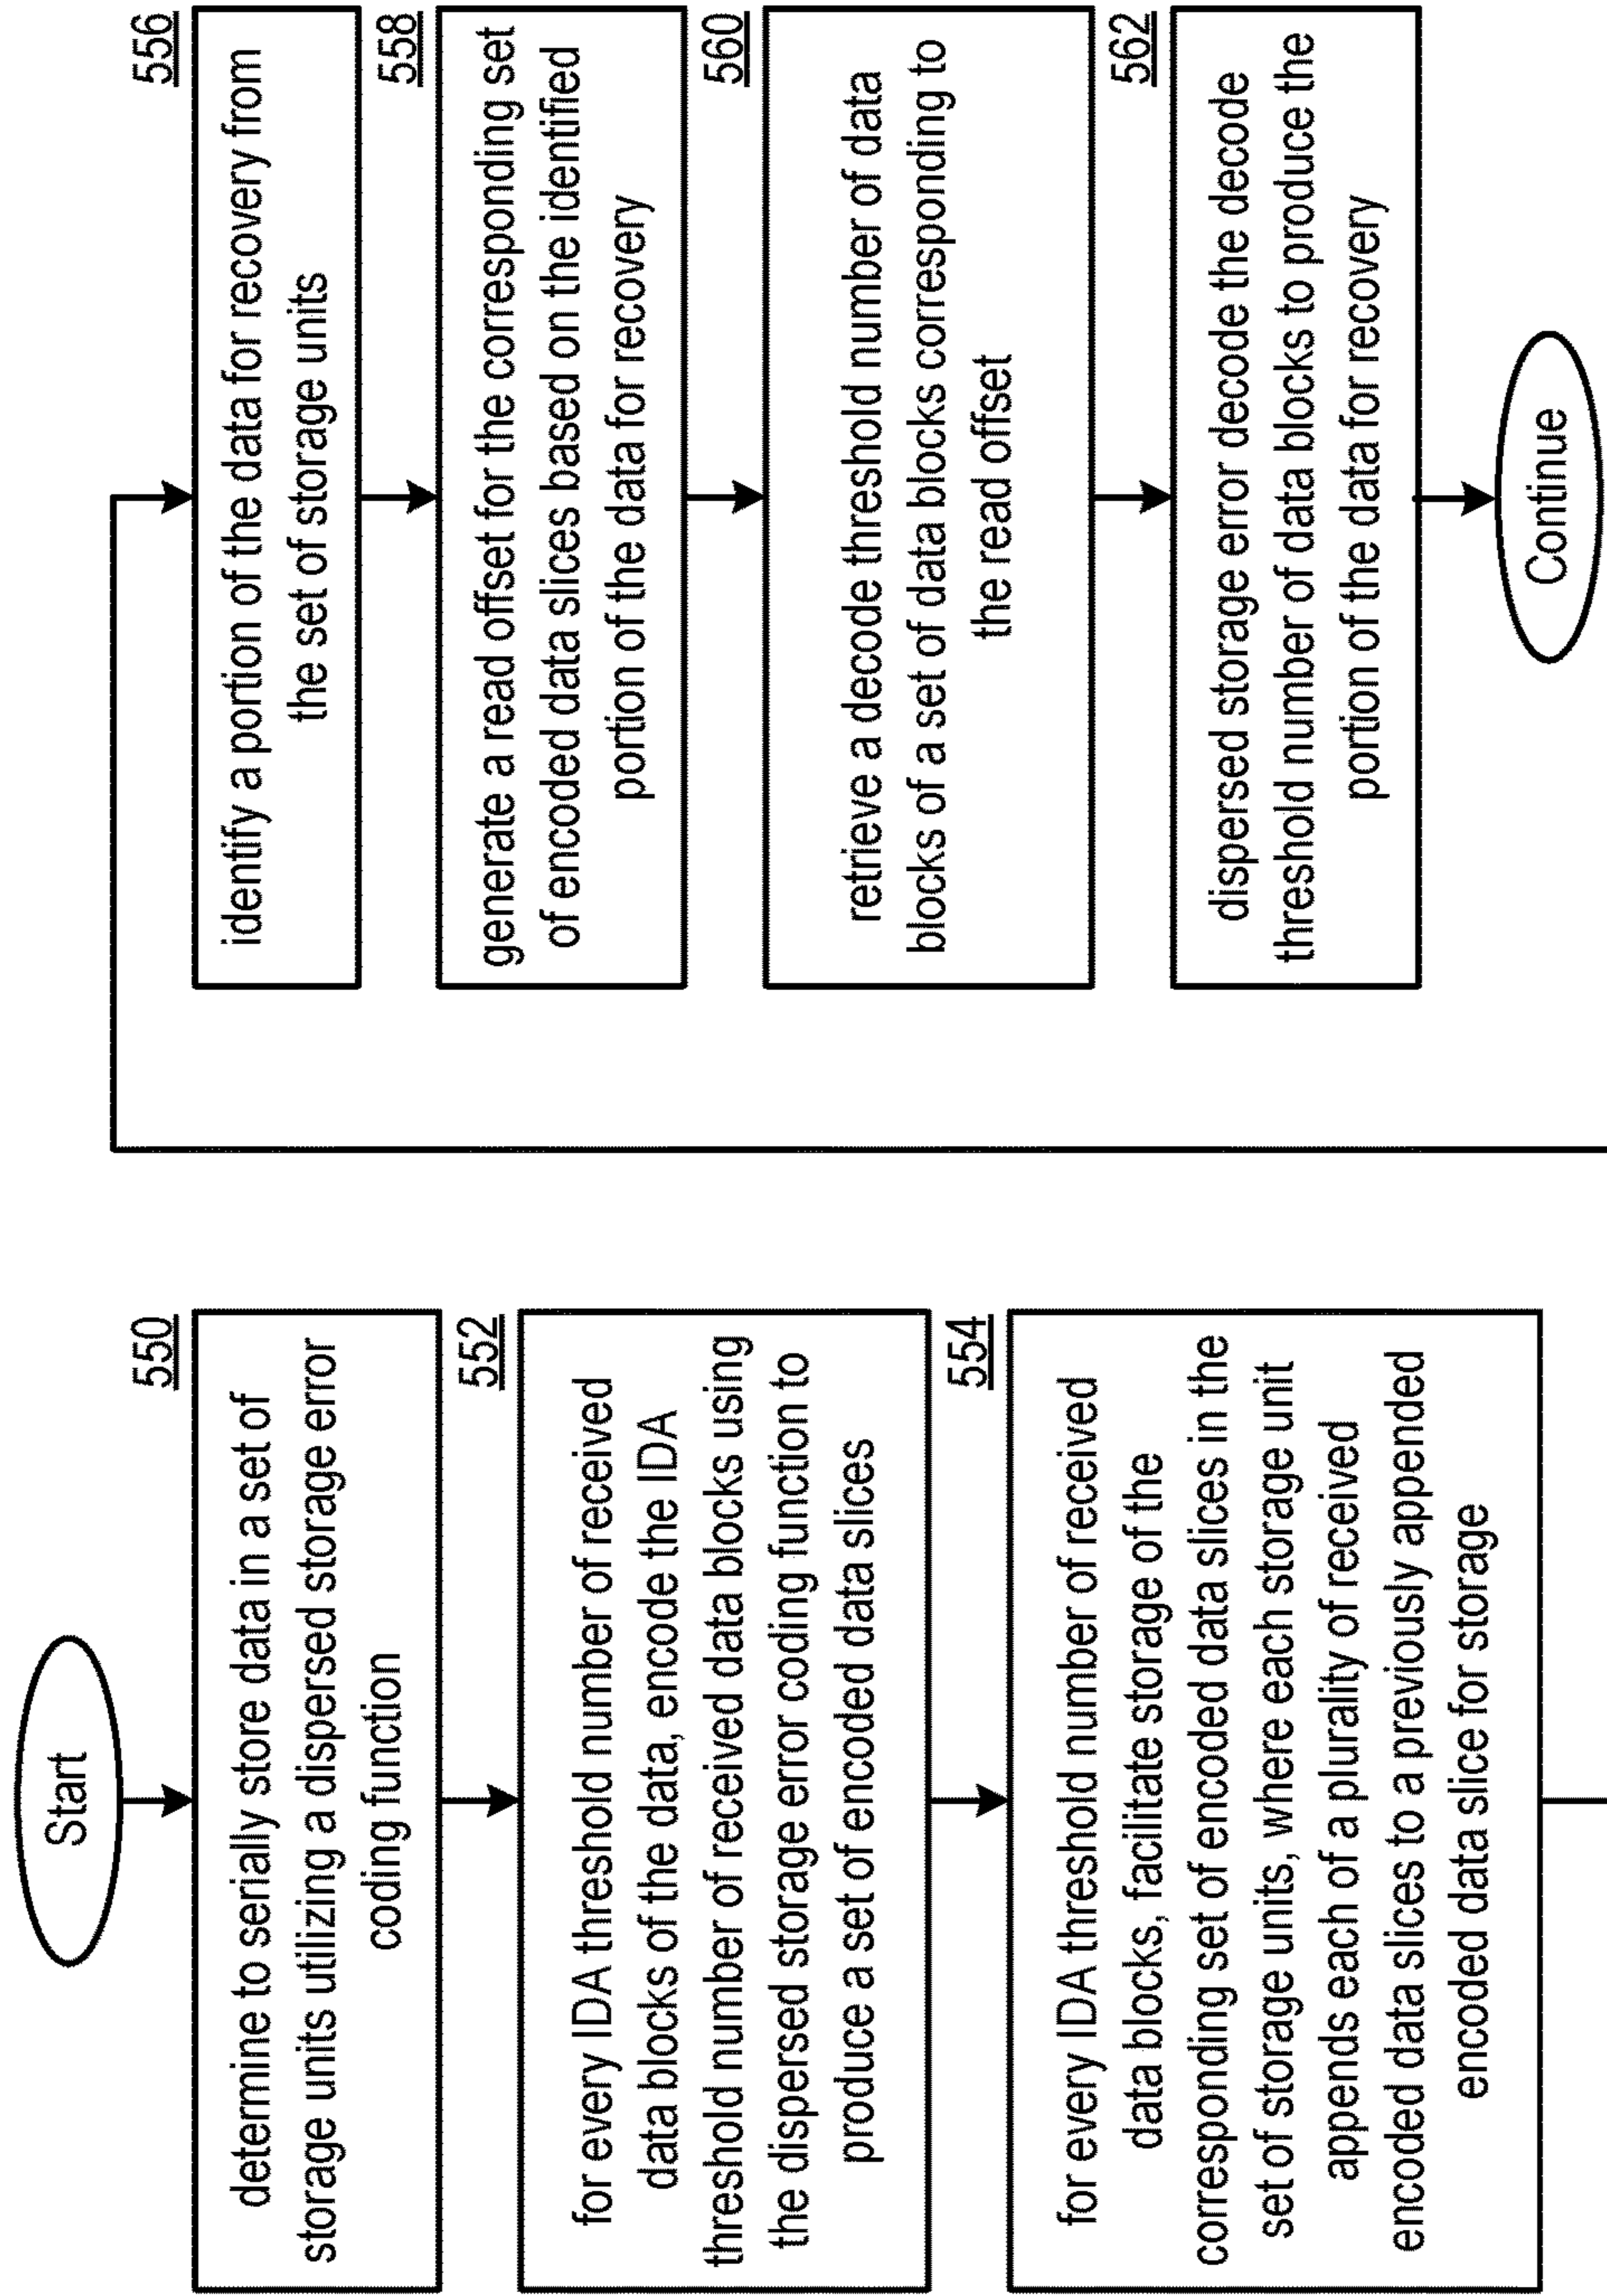 Start
550
determine to serially store data in a set of
storage units utilizing a dispersed storage error
coding function
552
for every IDA threshold number of received
data blocks of the data, encode the IDA
threshold number of received data blocks using
the dispersed storage error coding function to
produce a set of encoded data slices
554
for every IDA threshold number of received
data blocks, facilitate storage of the
corresponding set of encoded data slices in the
set of storage units, where each storage unit
appends each of a plurality of received
encoded data slices to a previously appended
encoded data slice for storage
556
identify a portion of the data for recovery from
the set of storage units
558
generate a read offset for the corresponding set
of encoded data slices based on the identified
portion of the data for recovery
560
retrieve a decode threshold number of data
blocks of a set of data blocks corresponding to
the read offset
562
dispersed storage error decode the decode
threshold number of data blocks to produce the
portion of the data for recovery
Continue